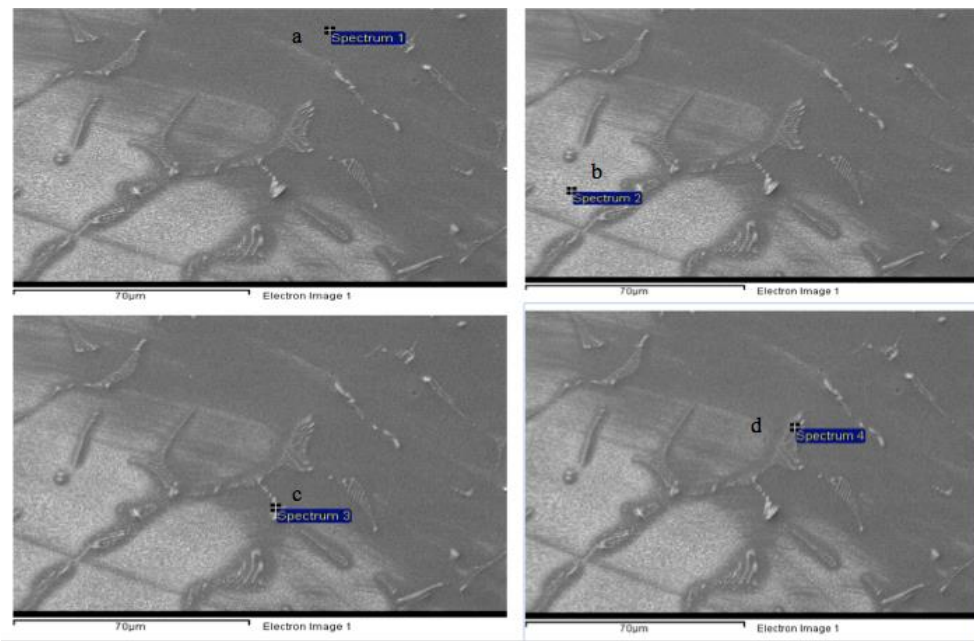 a
Spectrum 1
70µm
Electron Image 1
b
Spectrum 2
70µm
Electron Image 1
c
Spectrum 3
70µm
Electron Image 1
d
Spectrum 4
70µm
Electron Image 1